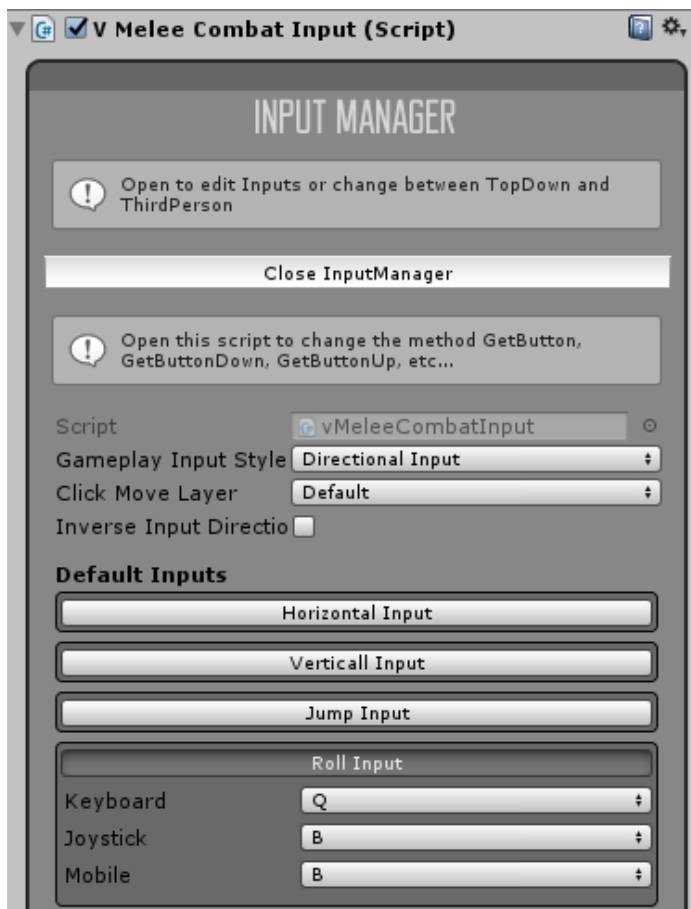 V Melee Combat Input (Script)
INPUT MANAGER
Open to edit Inputs or change between TopDown and
ThirdPerson
Close InputManager
Open this script to change the method GetButton,
GetButtonDown, GetButtonUp, etc...
Script vMeleeCombatInput
Gameplay Input Style Directional Input
Click Move Layer Default
Inverse Input Directio
Default Inputs
Horizontal Input
Verticall Input
Jump Input
Roll Input
Keyboard Q
Joystick B
Mobile B